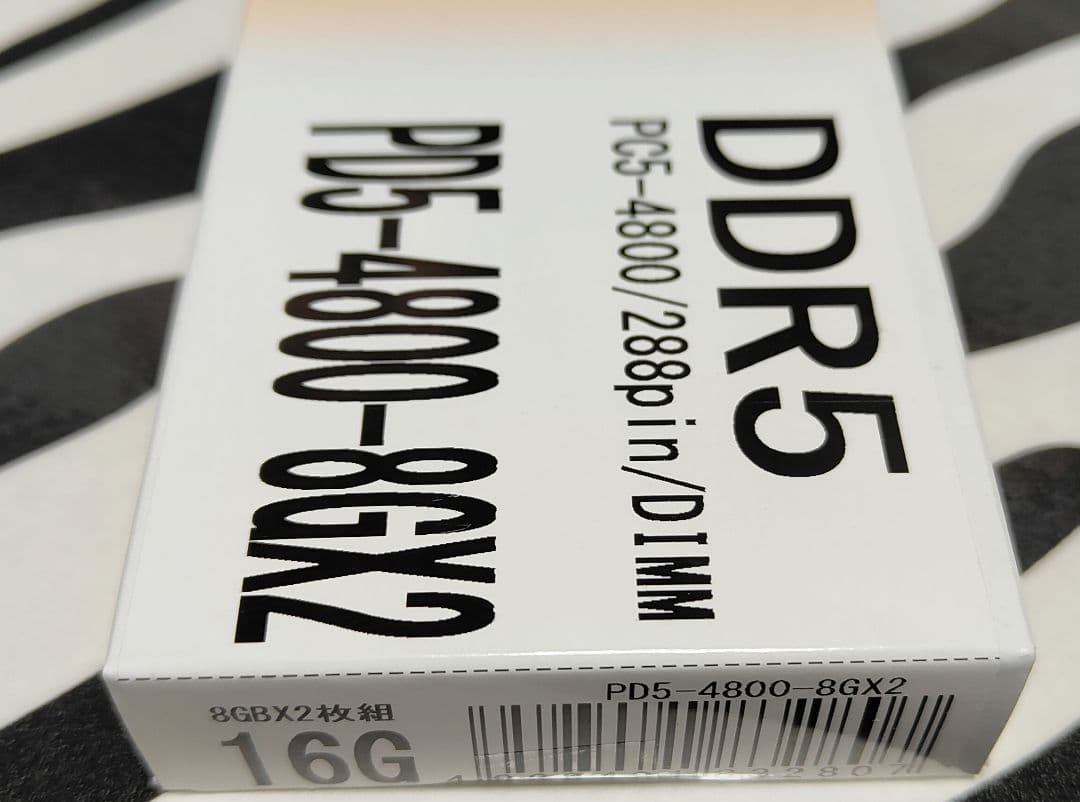 DDR5
PC5-4800/288pin/DIMM
PD5-4800-8GX2
8GBX2枚組
16G
PD5-4800-8GX2